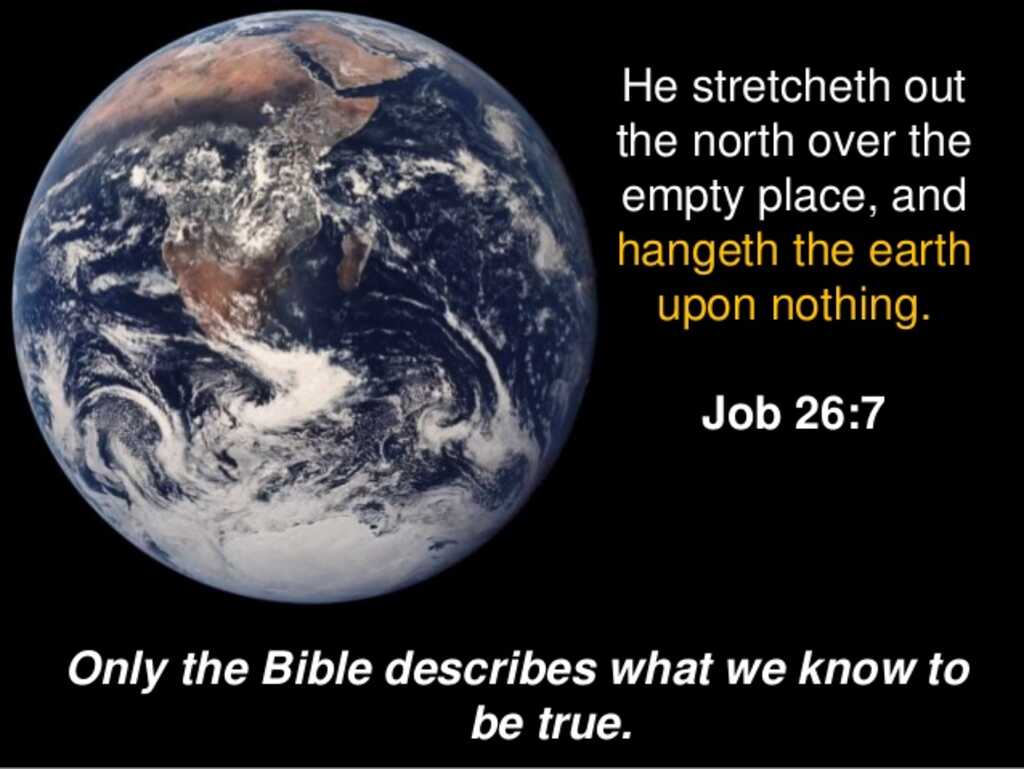 He stretcheth out
the north over the
empty place, and
hangeth the earth
upon nothing.
Job 26:7
Only the Bible describes what we know to
be true.